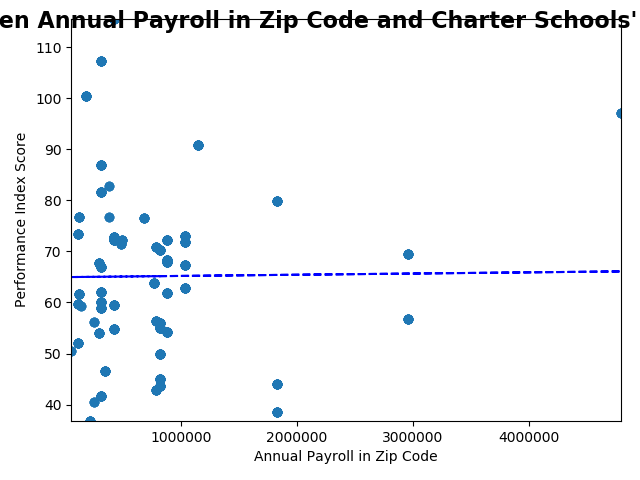 en Annual Payroll in Zip Code and Charter Schools'
110
100
90
80
70
60
50
40
Performance Index Score
1000000 2000000 3000000 4000000
Annual Payroll in Zip Code